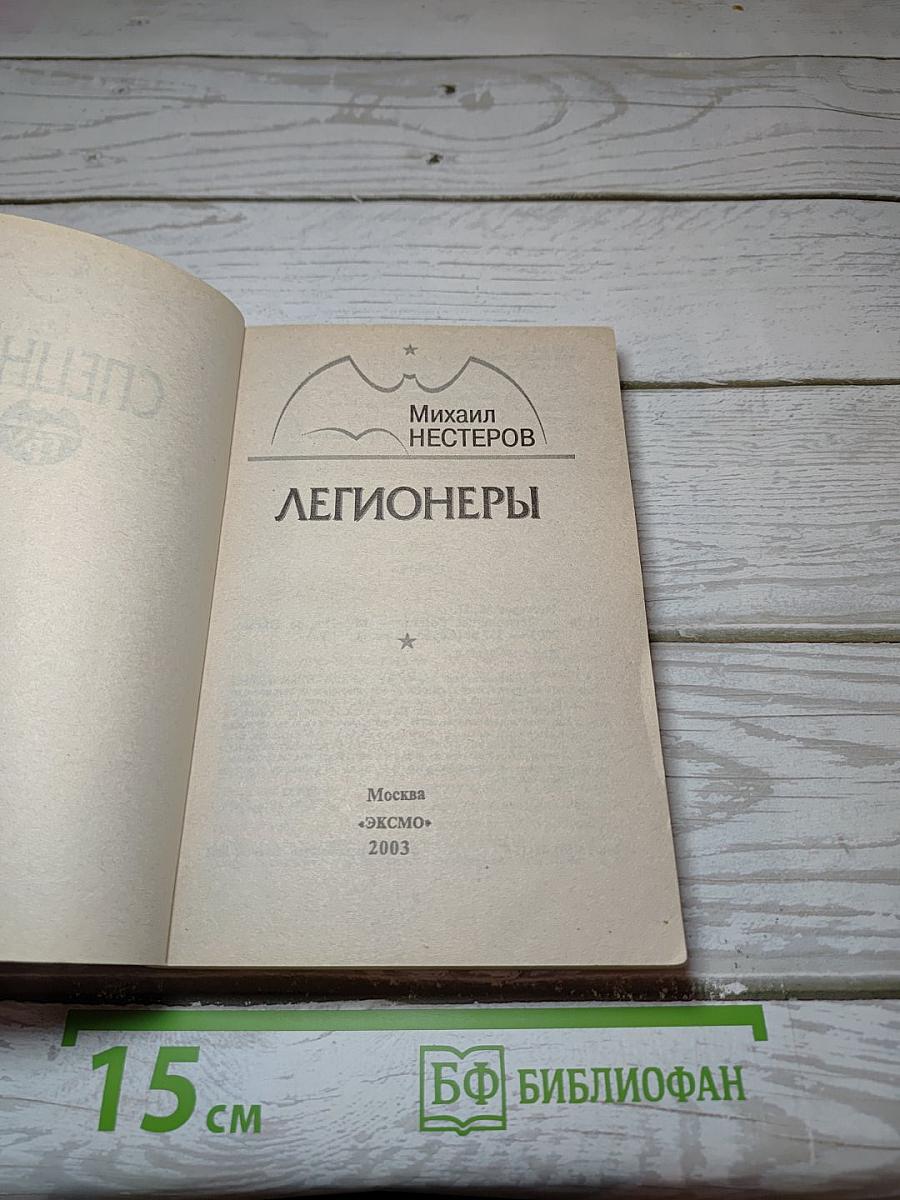 Михаил
НЕСТЕРОВ
ЛЕГИОНЕРЫ
Москва
«ЭКСМО»
2003
15 см
БФ БИБЛИОФАН